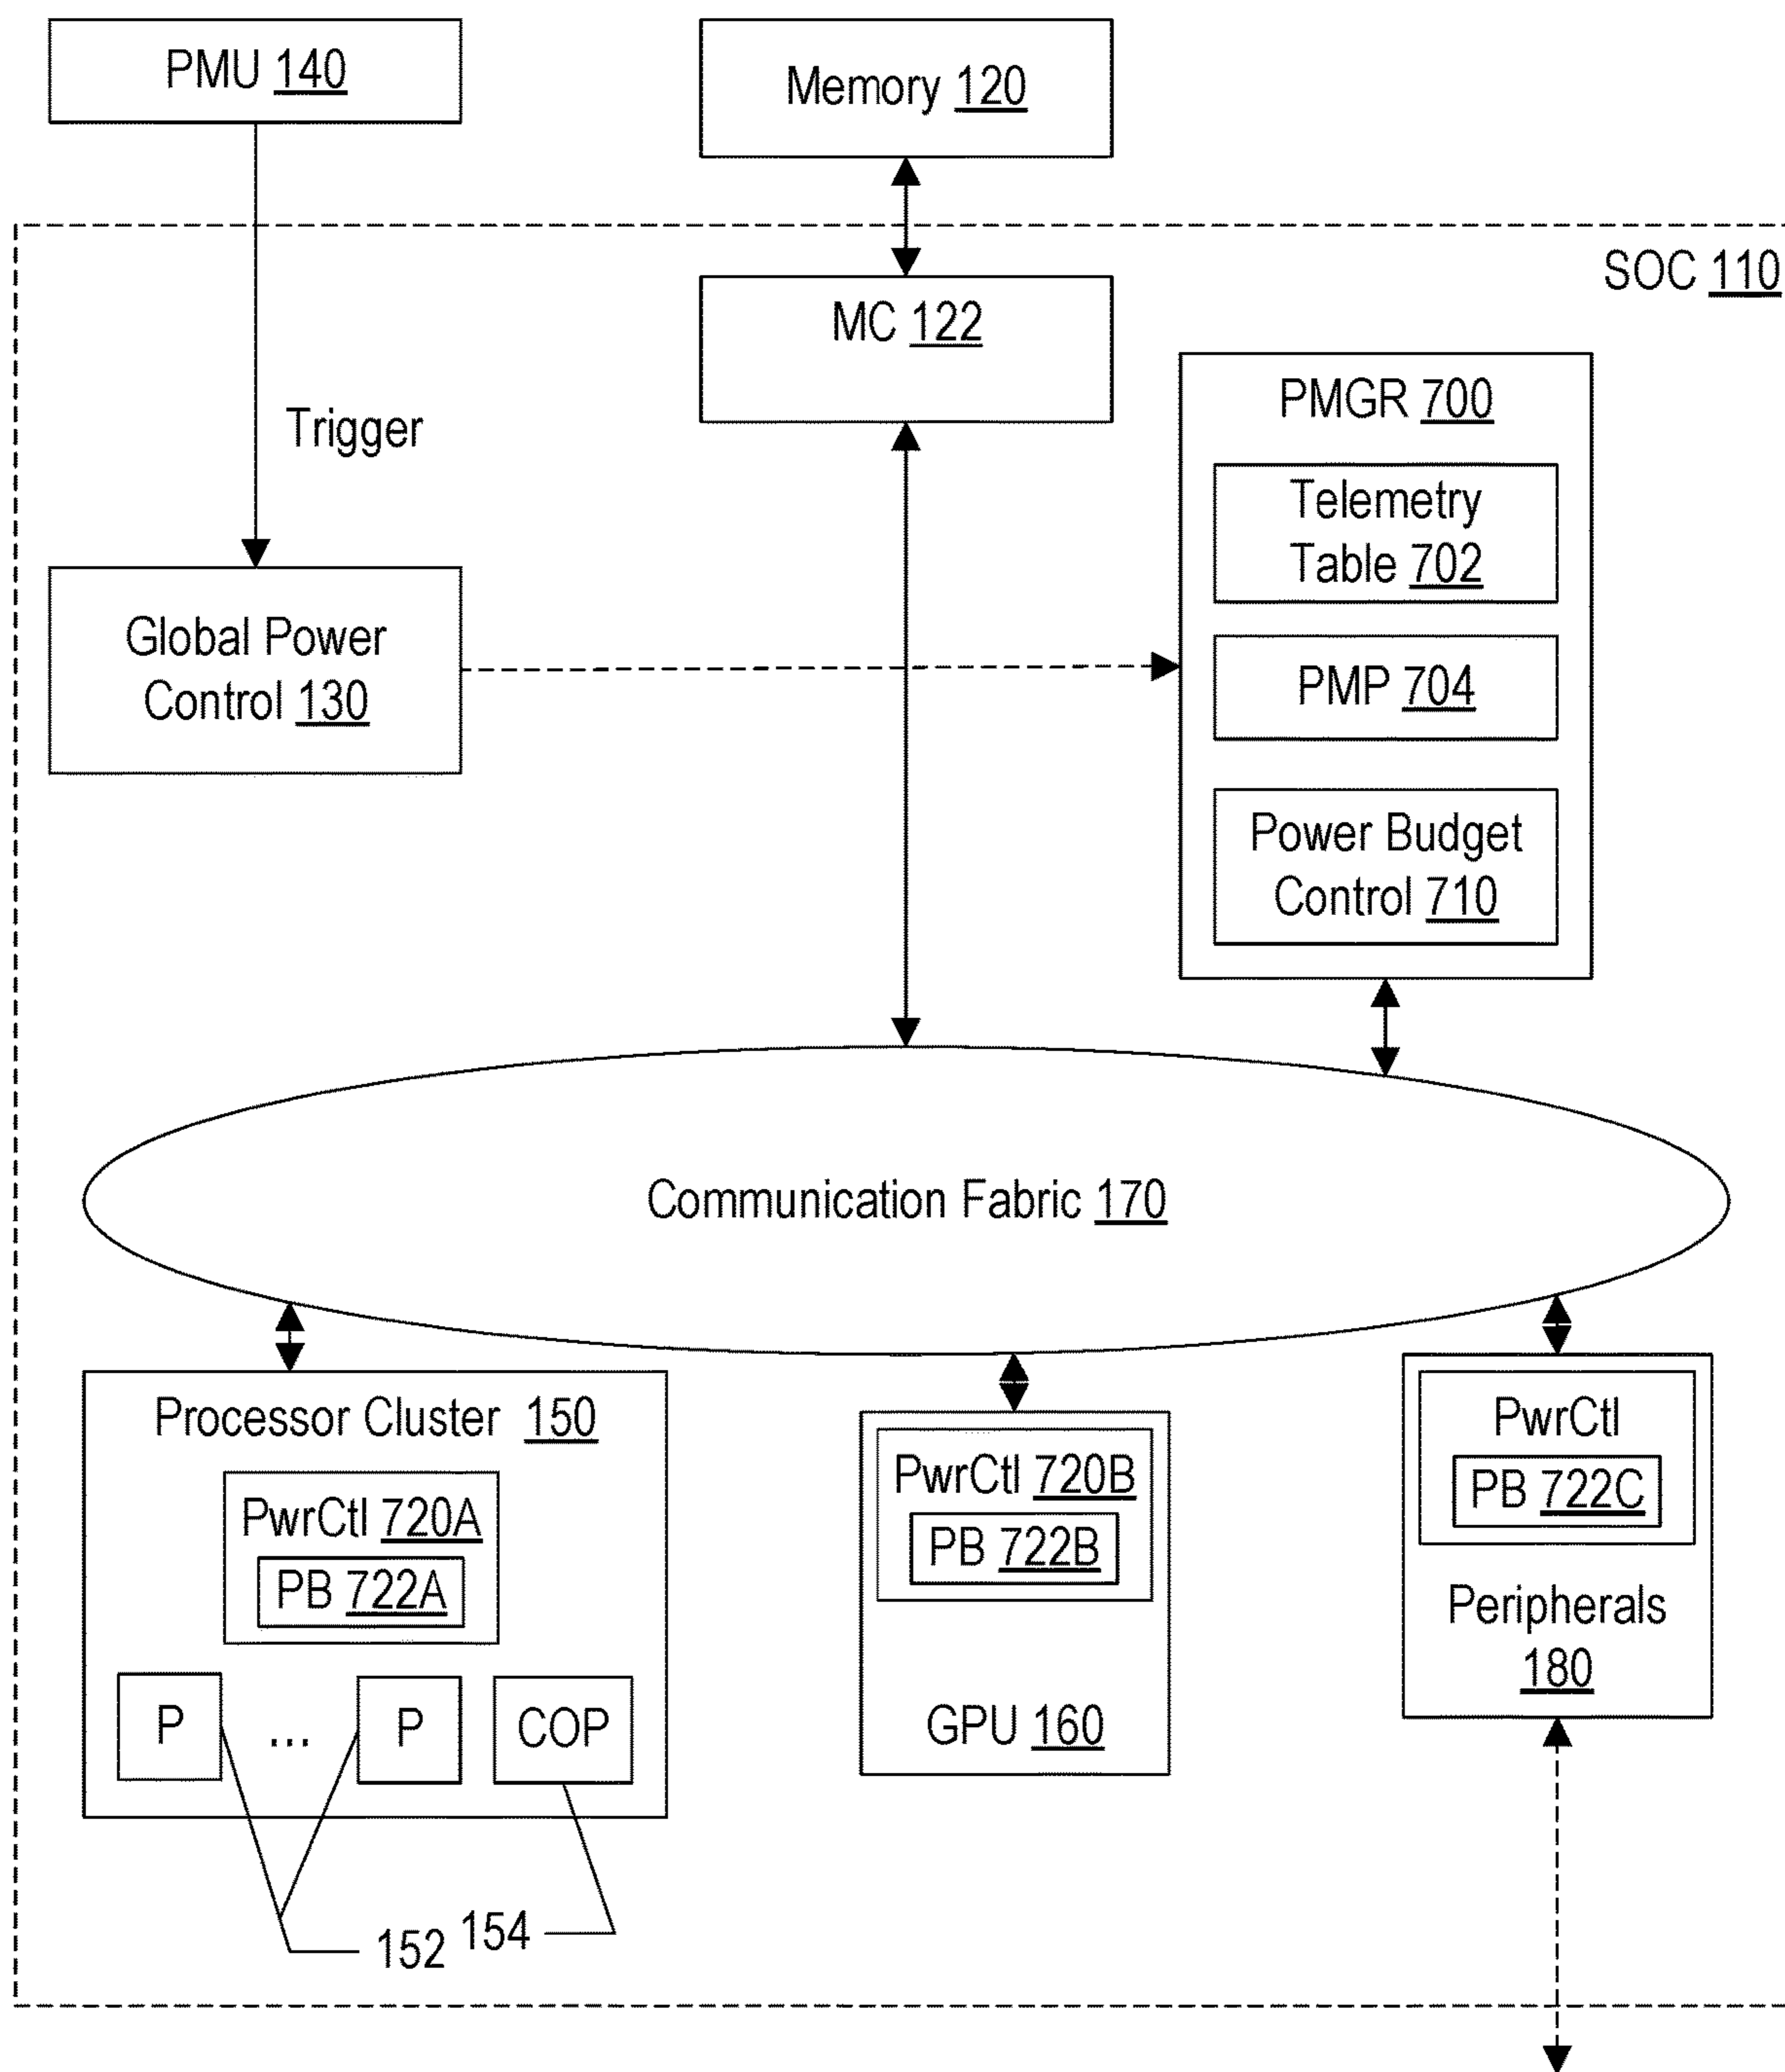 PMU 140
Memory 120
SOC 110
MC 122
PMGR 700
Trigger
Telemetry
Table 702
Global Power
Control 130
PMP 704
Power Budget
Control 710
Communication Fabric 170
Processor Cluster 150
PwrCtl 720A
PB 722A
P
...
P
COP
PwrCtl 720B
PB 722B
GPU 160
PwrCtl
PB 722C
Peripherals
180
152
154